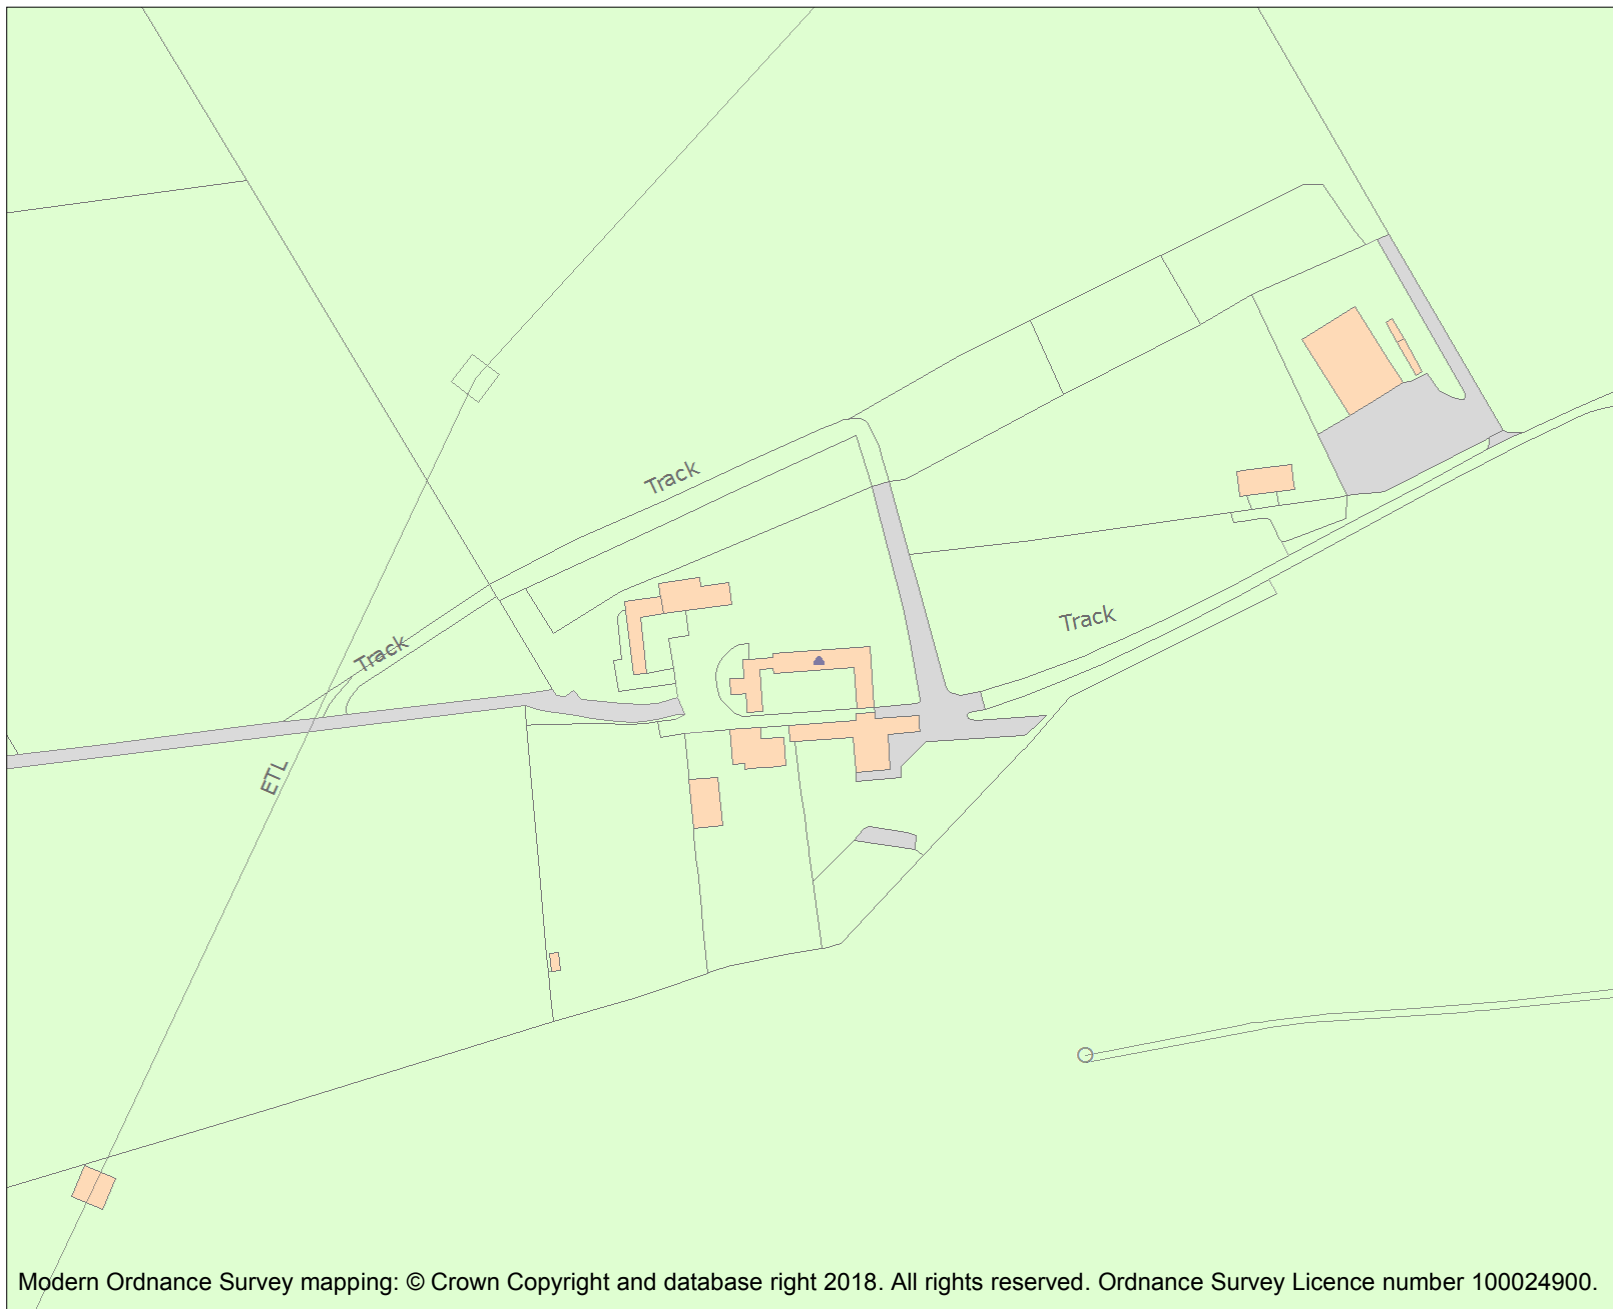 Track
Track
Track
ETL
Modern Ordnance Survey mapping: © Crown Copyright and database right 2018. All rights reserved. Ordnance Survey Licence number 100024900.